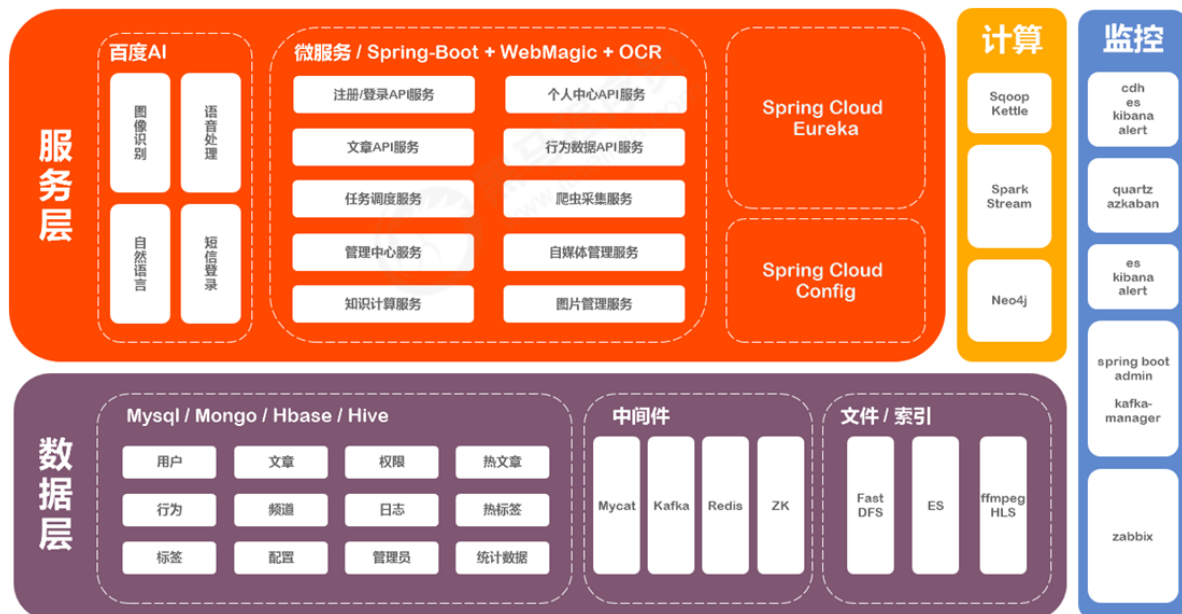 服务层
百度AI
图像识别
语音处理
自然语言
短信登录
微服务 / Spring-Boot + WebMagic + OCR
注册/登录API服务
个人中心API服务
文章API服务
行为数据API服务
任务调度服务
爬虫采集服务
管理中心服务
自媒体管理服务
知识计算服务
图片管理服务
Spring Cloud
Eureka
Spring Cloud
Config
计算
Sqoop
Kettle
Spark
Stream
Neo4j
监控
cdh
es
kibana
alert
quartz
azkaban
es
kibana
alert
spring boot
admin
kafka-
manager
zabbix
数据层
Mysql / Mongo / Hbase / Hive
用户
文章
权限
热文章
行为
频道
日志
热标签
标签
配置
管理员
统计数据
中间件
Mycat
Kafka
Redis
ZK
文件 / 索引
Fast
DFS
ES
ffmpeg
HLS